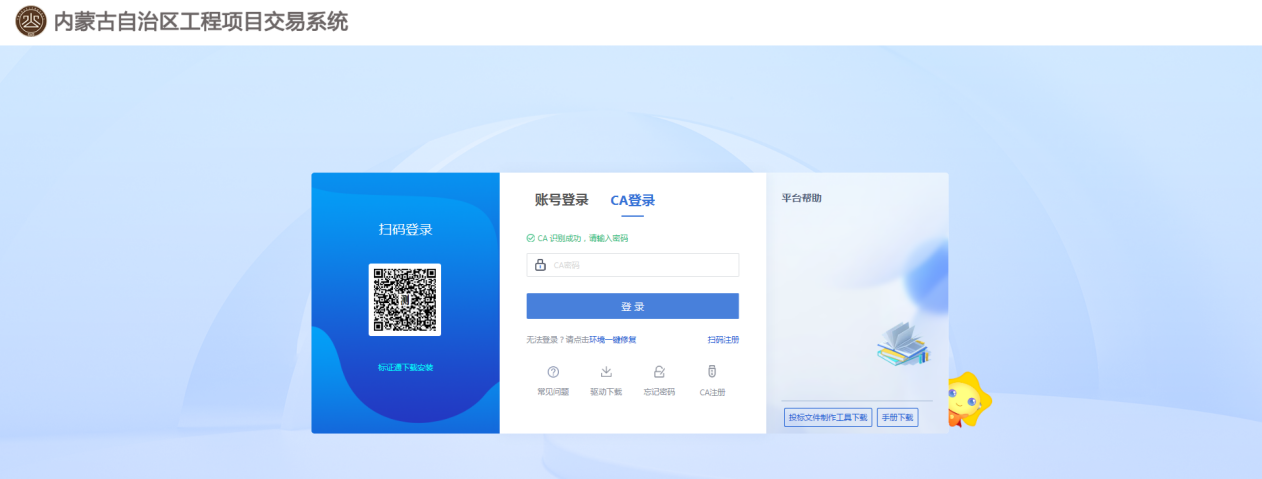 内蒙古自治区工程项目交易系统
扫码登录
标证通下载安装
账号登录 CA登录
CA 识别成功，请输入密码
CA密码
登 录
无法登录？请点击环境一键修复 扫码注册
常见问题 驱动下载 忘记密码 CA注册
平台帮助
投标文件制作工具下载 手册下载